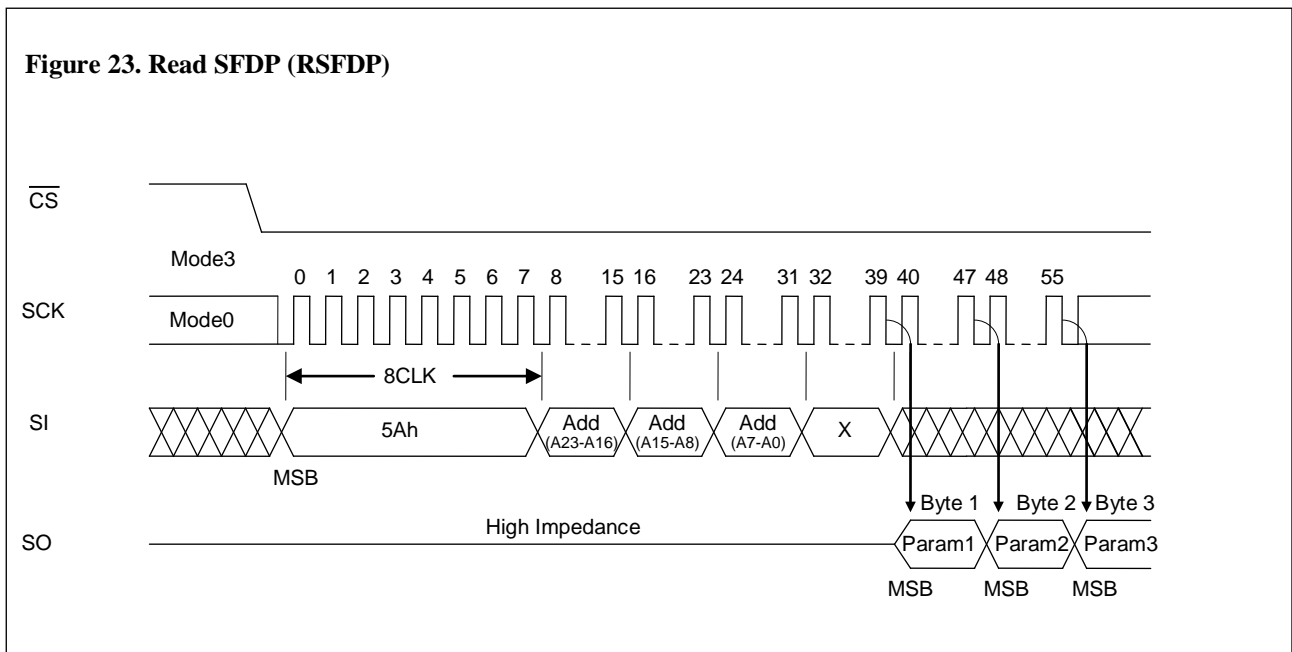 Figure 23. Read SFDP (RSFDP)
CS
Mode3
0 1 2 3 4 5 6 7 8 15 16 23 24 31 32 39 40 47 48 55
SCK
Mode0
8CLK
SI
5Ah
Add
(A23-A16)
Add
(A15-A8)
Add
(A7-A0)
X
MSB
Byte 1 Byte 2 Byte 3
High Impedance
SO
Param1 Param2 Param3
MSB MSB MSB